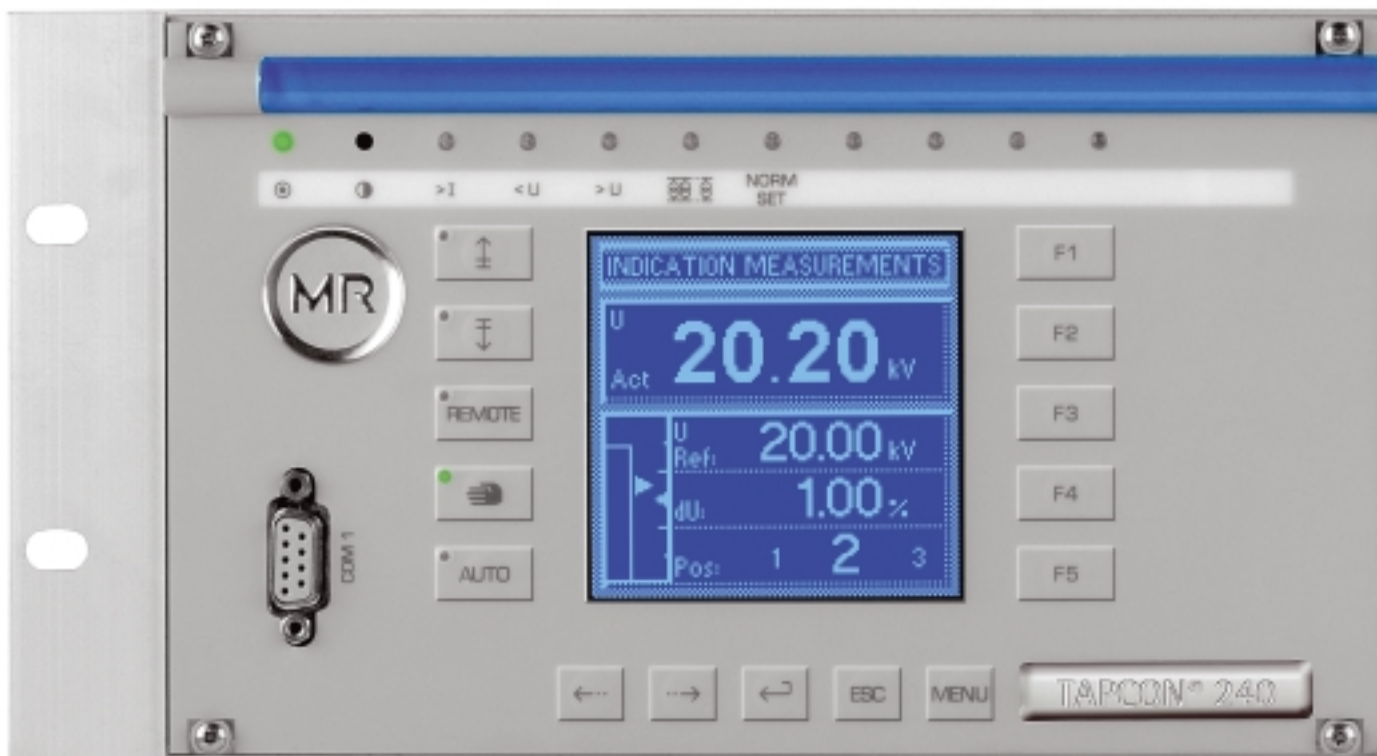 >I <U >U NORM SET
MR
INDICATION MEASUREMENTS
U
Act 20.20 kV
U
Ref: 20.00 kV
dU: 1.00 %
Pos: 1 2 3
REMOTE
AUTO
COM 1
F1
F2
F3
F4
F5
ESC
MENU
TAPCON® 240